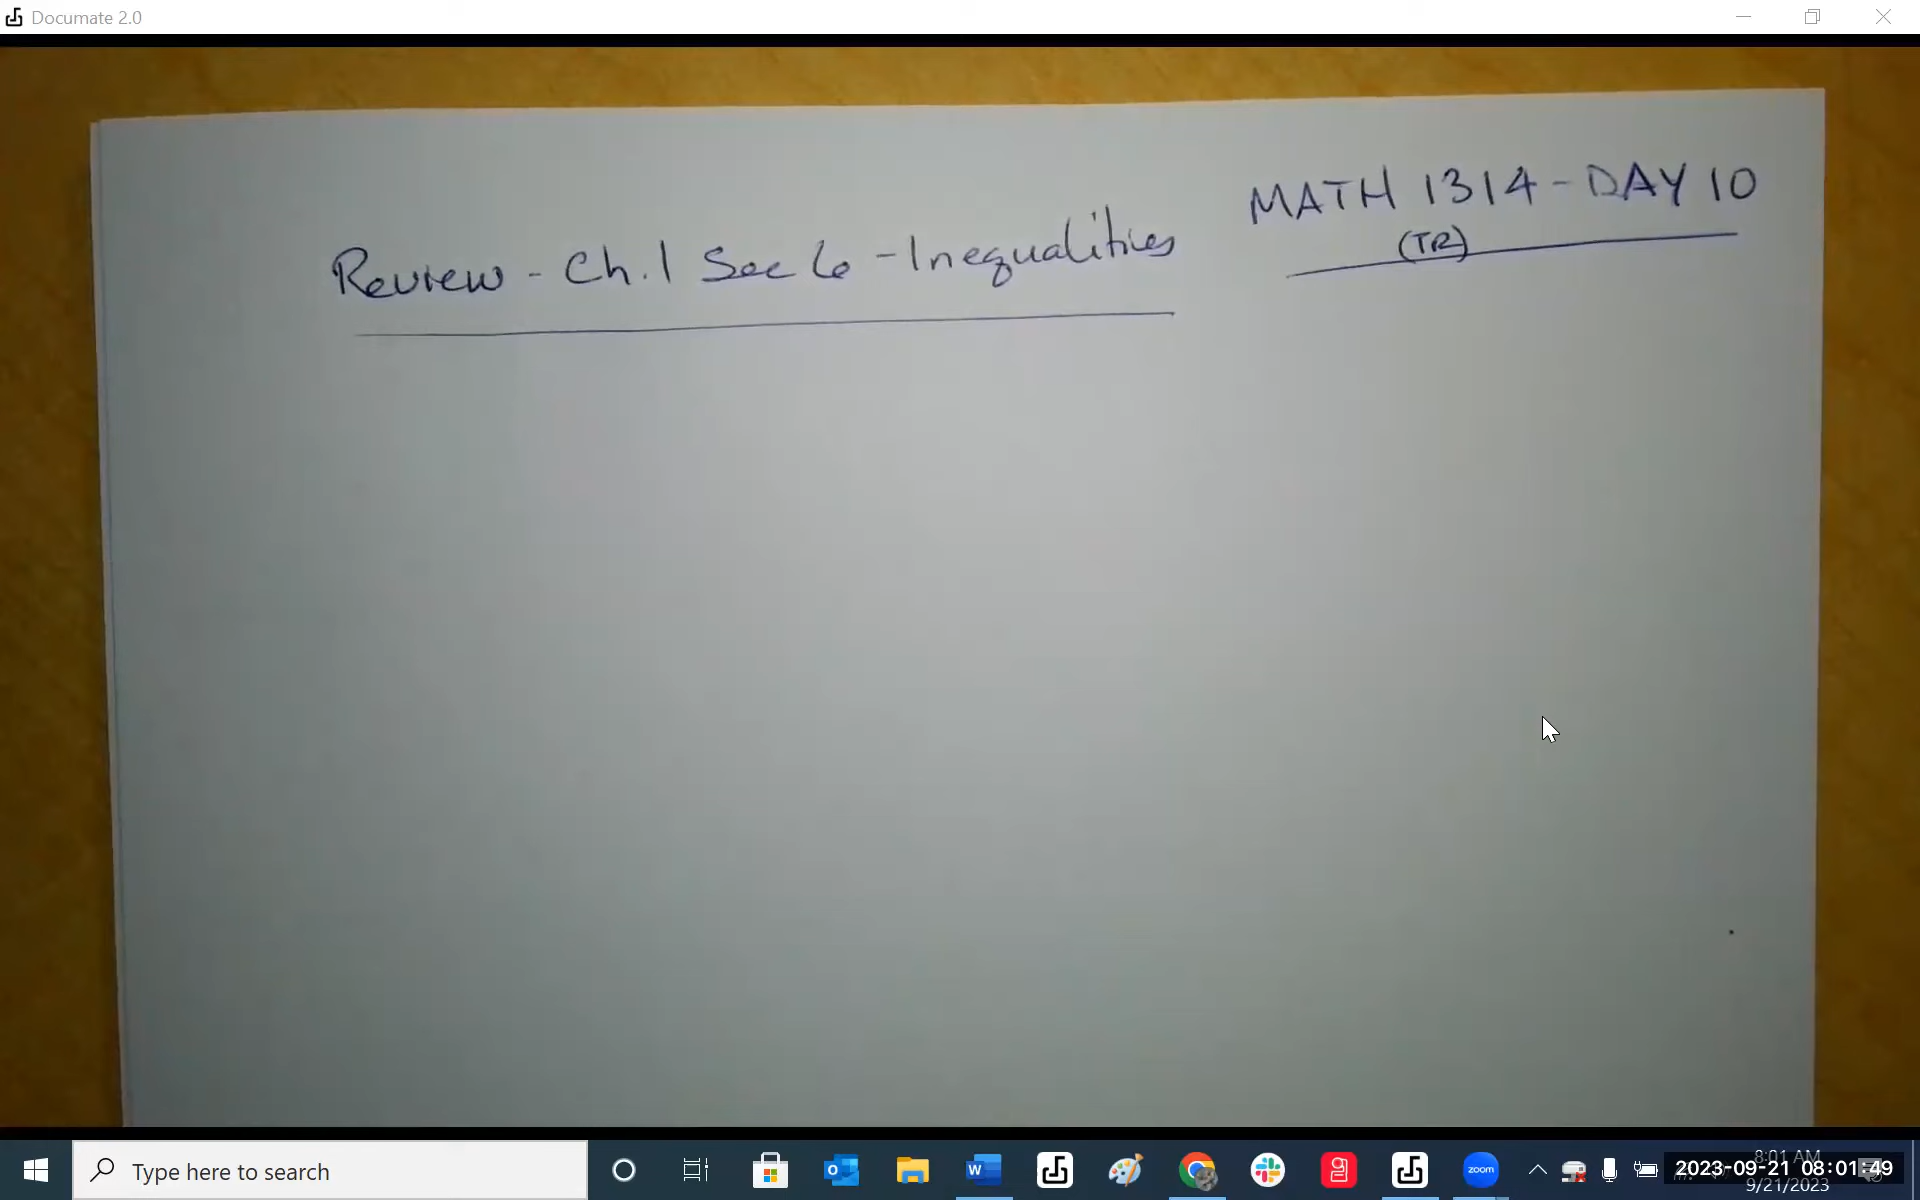 Documate 2.0
MATH 1314 - DAY 10
(TR)
Review - Ch. 1 Sec 6 - Inequalities
Type here to search
zoom
8:01 AM
2023-09-21 08:01:49
9/21/2023